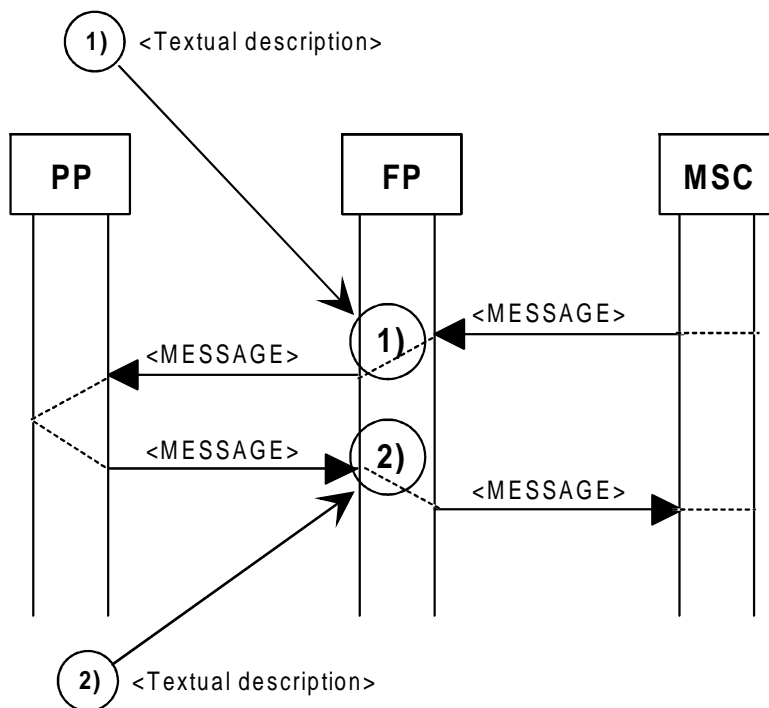 1) <Textual description>
PP FP MSC
<MESSAGE>
1)
<MESSAGE>
<MESSAGE>
2)
<MESSAGE>
2) <Textual description>